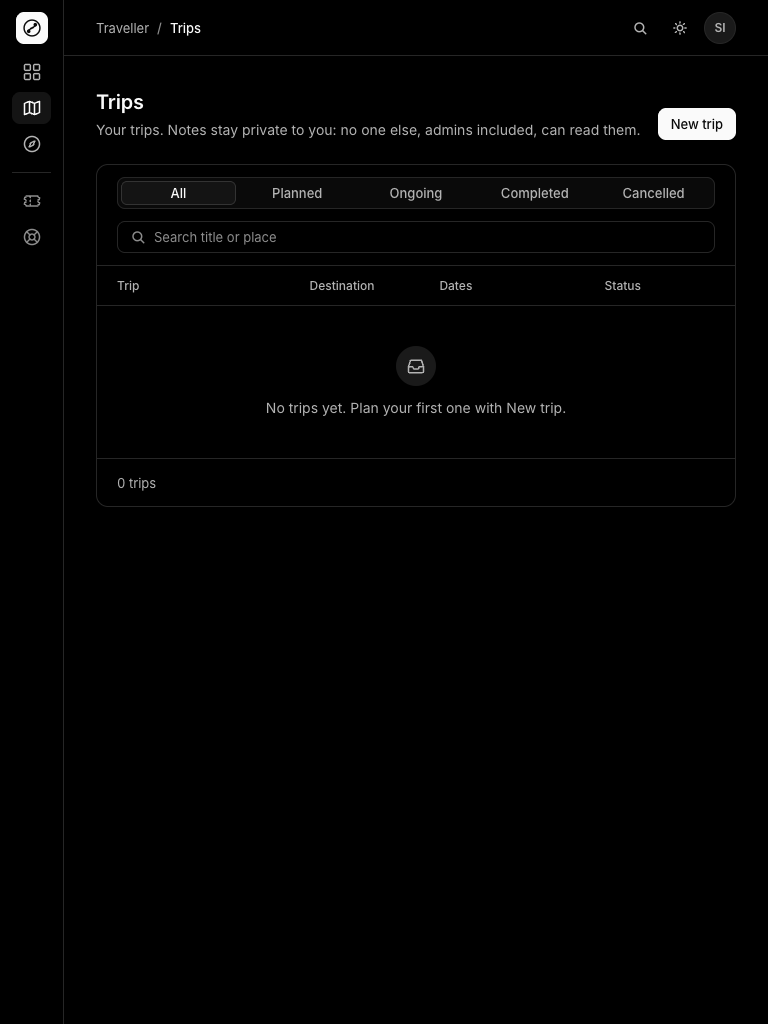 Traveller / Trips
SI
Trips
Your trips. Notes stay private to you: no one else, admins included, can read them.
New trip
All Planned Ongoing Completed Cancelled
Search title or place
Trip Destination Dates Status
No trips yet. Plan your first one with New trip.
0 trips